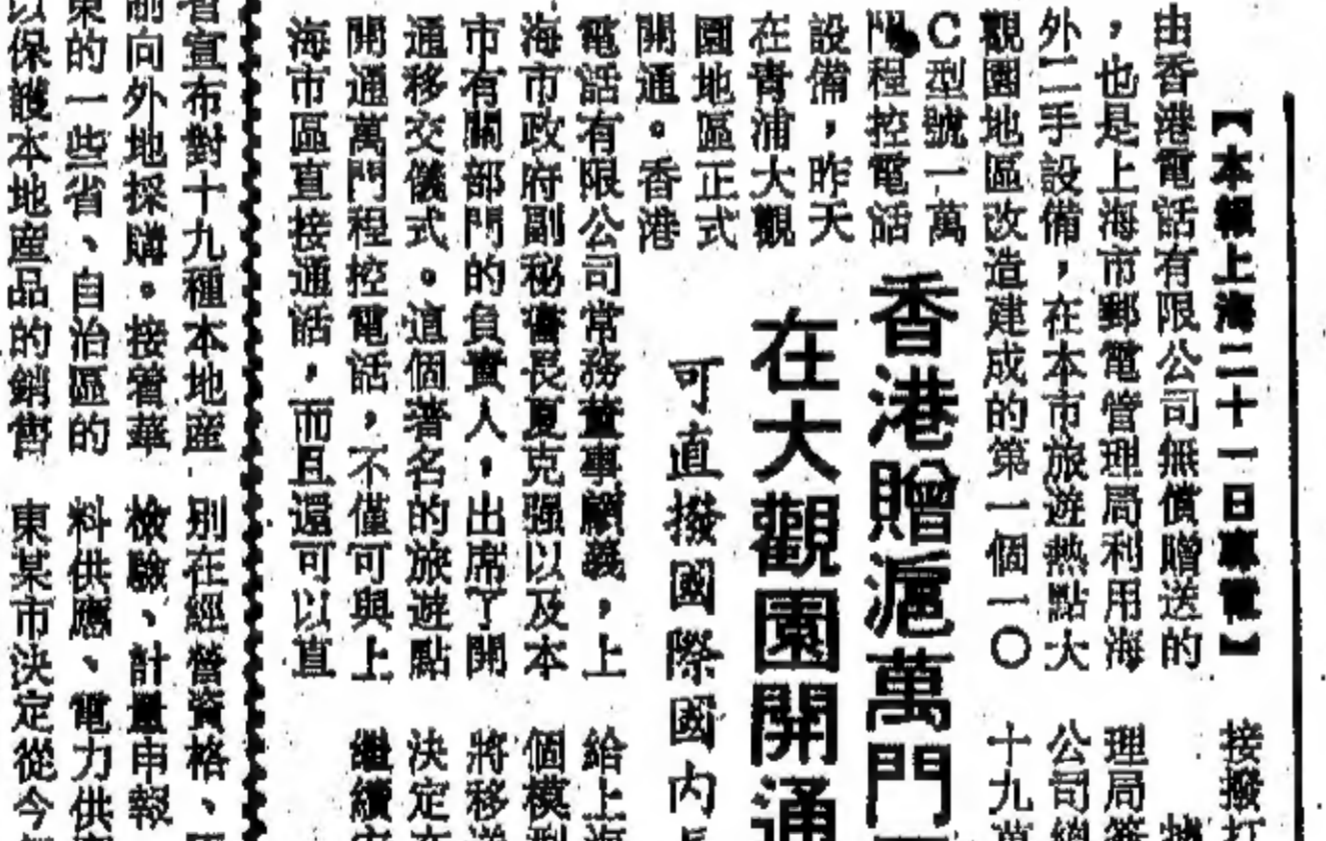 香港贈滬萬門
在大觀園開通
可直撥國際國内
【本報上海二十一日專電】
由香港電話有限公司無償贈送的
，也是上海市郵電管理局利用海
外二手設備，在本市旅遊熱點大
觀園地區改造建成的第一個一〇
C型號一萬
門程控電話
設備，昨天
在青浦大觀
園地區正式
開通。香港
電話有限公司常務董事顧義，上
海市政府副秘書長夏克强以及本
市有關部門的負責人，出席了開
通移交儀式。這個著名的旅遊點
開通萬門程控電話，不僅可與上
海市區直接通話，而且還可以直
接撥打
理局
公司總
十九萬
給上海
個模型
將移
決定在
繼續
省宣布對十九種本地産
制向外地採購。接著華
東的一些省、自治區的
以保護本地産品的銷售
別在經營資格、
檢驗、計量申報
料供應、電力供
東某市決定從今